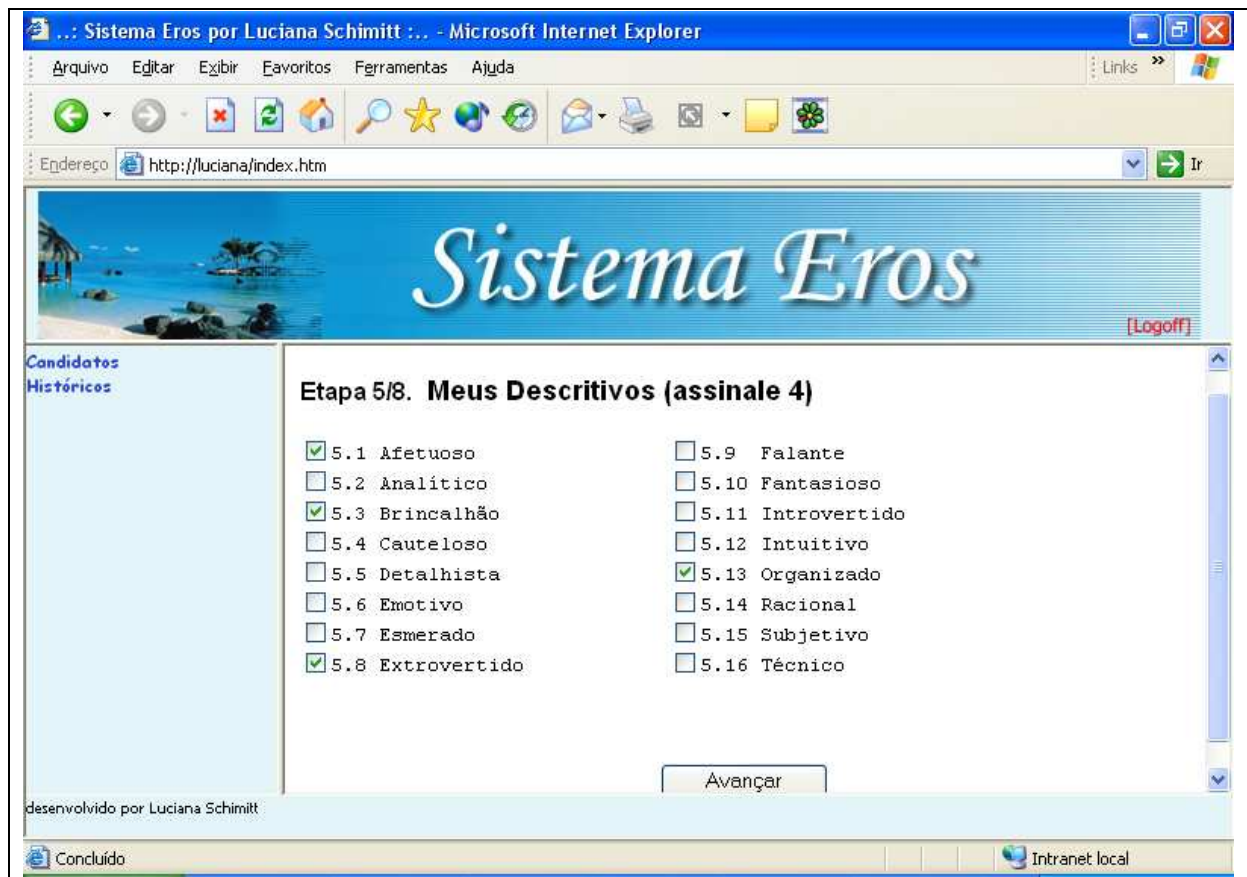 ..: Sistema Eros por Luciana Schimitt :.. - Microsoft Internet Explorer
Arquivo Editar Exibir Favoritos Ferramentas Ajuda
Links »
Endereço http://luciana/index.htm
Ir
Sistema Eros
[Logoff]
Candidatos
Históricos
Etapa 5/8. Meus Descritivos (assinale 4)
5.1 Afetuoso
5.2 Analítico
5.3 Brincalhão
5.4 Cauteloso
5.5 Detalhista
5.6 Emotivo
5.7 Esmerado
5.8 Extrovertido
5.9 Falante
5.10 Fantasioso
5.11 Introvertido
5.12 Intuitivo
5.13 Organizado
5.14 Racional
5.15 Subjetivo
5.16 Técnico
Avançar
desenvolvido por Luciana Schimitt
Concluído
Intranet local